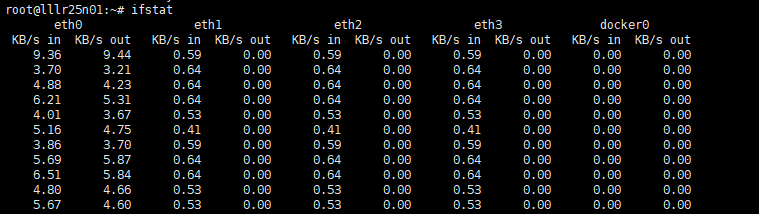 root@lllr25n01:~# ifstat
eth0 eth1 eth2 eth3 docker0
KB/s in KB/s out KB/s in KB/s out KB/s in KB/s out KB/s in KB/s out KB/s in KB/s out
9.36 9.44 0.59 0.00 0.59 0.00 0.59 0.00 0.00 0.00
3.70 3.21 0.64 0.00 0.64 0.00 0.64 0.00 0.00 0.00
4.88 4.23 0.64 0.00 0.64 0.00 0.64 0.00 0.00 0.00
6.21 5.31 0.64 0.00 0.64 0.00 0.64 0.00 0.00 0.00
4.01 3.67 0.53 0.00 0.53 0.00 0.53 0.00 0.00 0.00
5.16 4.75 0.41 0.00 0.41 0.00 0.41 0.00 0.00 0.00
3.86 3.70 0.59 0.00 0.59 0.00 0.59 0.00 0.00 0.00
5.69 5.87 0.64 0.00 0.64 0.00 0.64 0.00 0.00 0.00
6.51 5.84 0.64 0.00 0.64 0.00 0.64 0.00 0.00 0.00
4.80 4.66 0.53 0.00 0.53 0.00 0.53 0.00 0.00 0.00
5.67 4.60 0.53 0.00 0.53 0.00 0.53 0.00 0.00 0.00